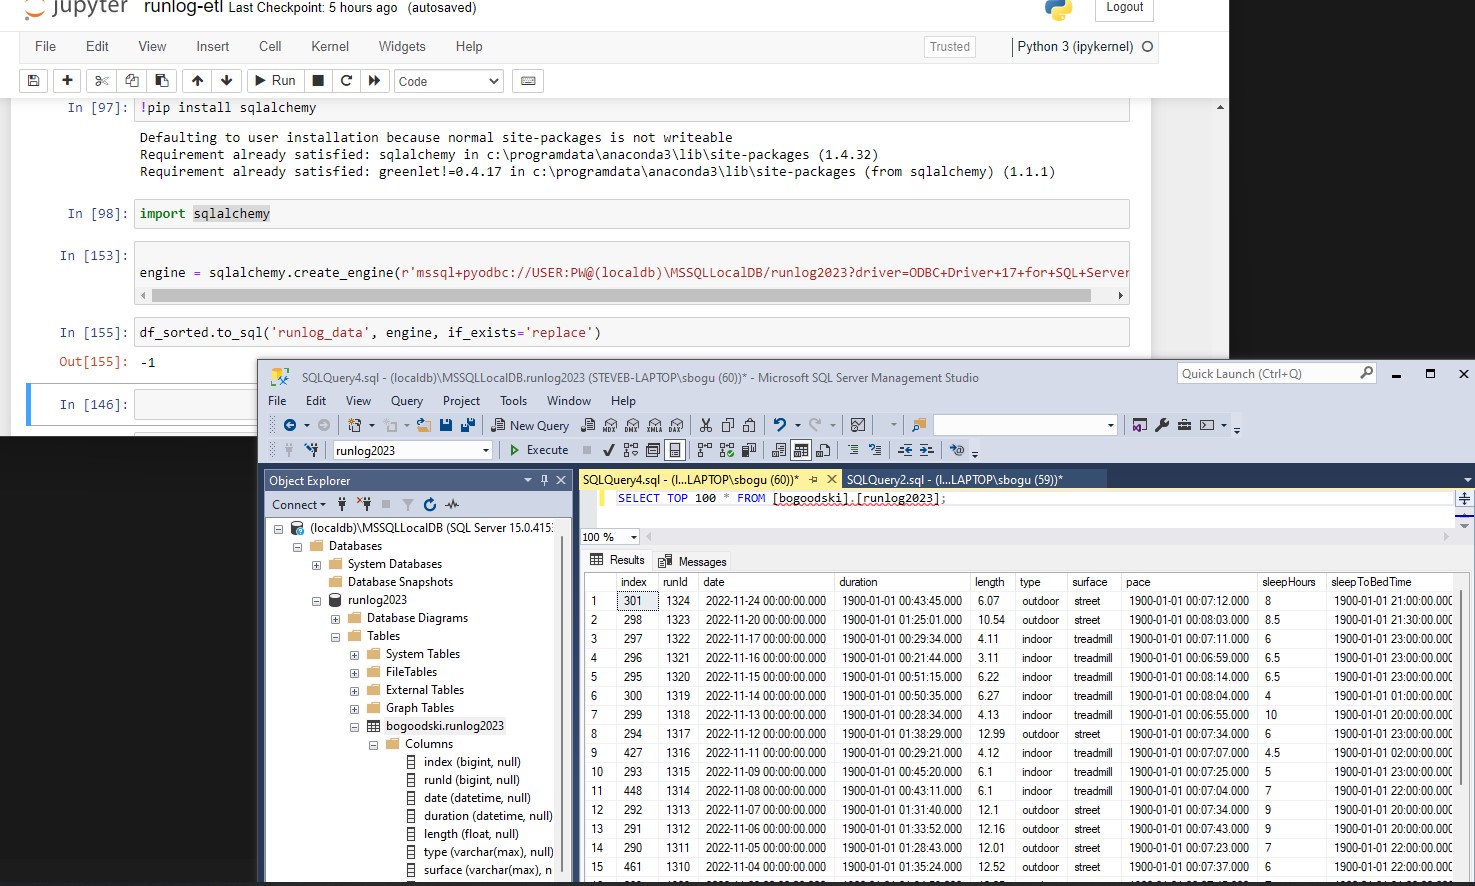 jupyter runlog-etl Last Checkpoint: 5 hours ago (autosaved) Logout
File Edit View Insert Cell Kernel Widgets Help Trusted Python 3 (ipykernel)
Run Code
In [97]: !pip install sqlalchemy
Defaulting to user installation because normal site-packages is not writeable
Requirement already satisfied: sqlalchemy in c:\programdata\anaconda3\lib\site-packages (1.4.32)
Requirement already satisfied: greenlet!=0.4.17 in c:\programdata\anaconda3\lib\site-packages (from sqlalchemy) (1.1.1)
In [98]: import sqlalchemy
In [153]:
engine = sqlalchemy.create_engine(r'mssql+pyodbc://USER:PW@(localdb)\MSSQLLocalDB/runlog2023?driver=ODBC+Driver+17+for+SQL+Server
In [155]: df_sorted.to_sql('runlog_data', engine, if_exists='replace')
Out[155]: -1
In [146]:
SQLQuery4.sql - (localdb)\MSSQLLocalDB.runlog2023 (STEVEB-LAPTOP\sbogu (60))* - Microsoft SQL Server Management Studio
Quick Launch (Ctrl+Q)
File Edit View Query Project Tools Window Help
New Query MDX DMX XMLA DAX
runlog2023 Execute
Object Explorer
Connect
(localdb)\MSSQLLocalDB (SQL Server 15.0.415
Databases
System Databases
Database Snapshots
runlog2023
Database Diagrams
Tables
System Tables
FileTables
External Tables
Graph Tables
bogoodski.runlog2023
Columns
index (bigint, null)
runId (bigint, null)
date (datetime, null)
duration (datetime, null)
length (float, null)
type (varchar(max), null)
surface (varchar(max), n
SQLQuery4.sql - (l...LAPTOP\sbogu (60))* SQLQuery2.sql - (l...LAPTOP\sbogu (59))*
SELECT TOP 100 * FROM [bogoodski].[runlog2023];
100 %
Results Messages
index runId date duration length type surface pace sleepHours sleepToBedTime
1 301 1324 2022-11-24 00:00:00.000 1900-01-01 00:43:45.000 6.07 outdoor street 1900-01-01 00:07:12.000 8 1900-01-01 21:00:00.000
2 298 1323 2022-11-20 00:00:00.000 1900-01-01 01:25:01.000 10.54 outdoor street 1900-01-01 00:08:03.000 8.5 1900-01-01 21:30:00.000
3 297 1322 2022-11-17 00:00:00.000 1900-01-01 00:29:34.000 4.11 indoor treadmill 1900-01-01 00:07:11.000 6 1900-01-01 23:00:00.000
4 296 1321 2022-11-16 00:00:00.000 1900-01-01 00:21:44.000 3.11 indoor treadmill 1900-01-01 00:06:59.000 6.5 1900-01-01 23:00:00.000
5 295 1320 2022-11-15 00:00:00.000 1900-01-01 00:51:15.000 6.22 indoor treadmill 1900-01-01 00:08:14.000 6.5 1900-01-01 23:00:00.000
6 300 1319 2022-11-14 00:00:00.000 1900-01-01 00:50:35.000 6.27 indoor treadmill 1900-01-01 00:08:04.000 4 1900-01-01 01:00:00.000
7 299 1318 2022-11-13 00:00:00.000 1900-01-01 00:28:34.000 4.13 indoor treadmill 1900-01-01 00:06:55.000 10 1900-01-01 20:00:00.000
8 294 1317 2022-11-12 00:00:00.000 1900-01-01 01:38:29.000 12.99 outdoor street 1900-01-01 00:07:34.000 6 1900-01-01 23:00:00.000
9 427 1316 2022-11-11 00:00:00.000 1900-01-01 00:29:21.000 4.12 indoor treadmill 1900-01-01 00:07:07.000 4.5 1900-01-01 02:00:00.000
10 293 1315 2022-11-09 00:00:00.000 1900-01-01 00:45:20.000 6.1 indoor treadmill 1900-01-01 00:07:25.000 5 1900-01-01 23:00:00.000
11 448 1314 2022-11-08 00:00:00.000 1900-01-01 00:43:11.000 6.1 indoor treadmill 1900-01-01 00:07:04.000 7 1900-01-01 22:00:00.000
12 292 1313 2022-11-07 00:00:00.000 1900-01-01 01:31:40.000 12.1 outdoor street 1900-01-01 00:07:34.000 9 1900-01-01 20:00:00.000
13 291 1312 2022-11-06 00:00:00.000 1900-01-01 01:33:52.000 12.16 outdoor street 1900-01-01 00:07:43.000 9 1900-01-01 20:00:00.000
14 290 1311 2022-11-05 00:00:00.000 1900-01-01 01:28:43.000 12.01 outdoor street 1900-01-01 00:07:23.000 7 1900-01-01 22:00:00.000
15 461 1310 2022-11-04 00:00:00.000 1900-01-01 01:35:24.000 12.52 outdoor street 1900-01-01 00:07:37.000 6 1900-01-01 22:00:00.000